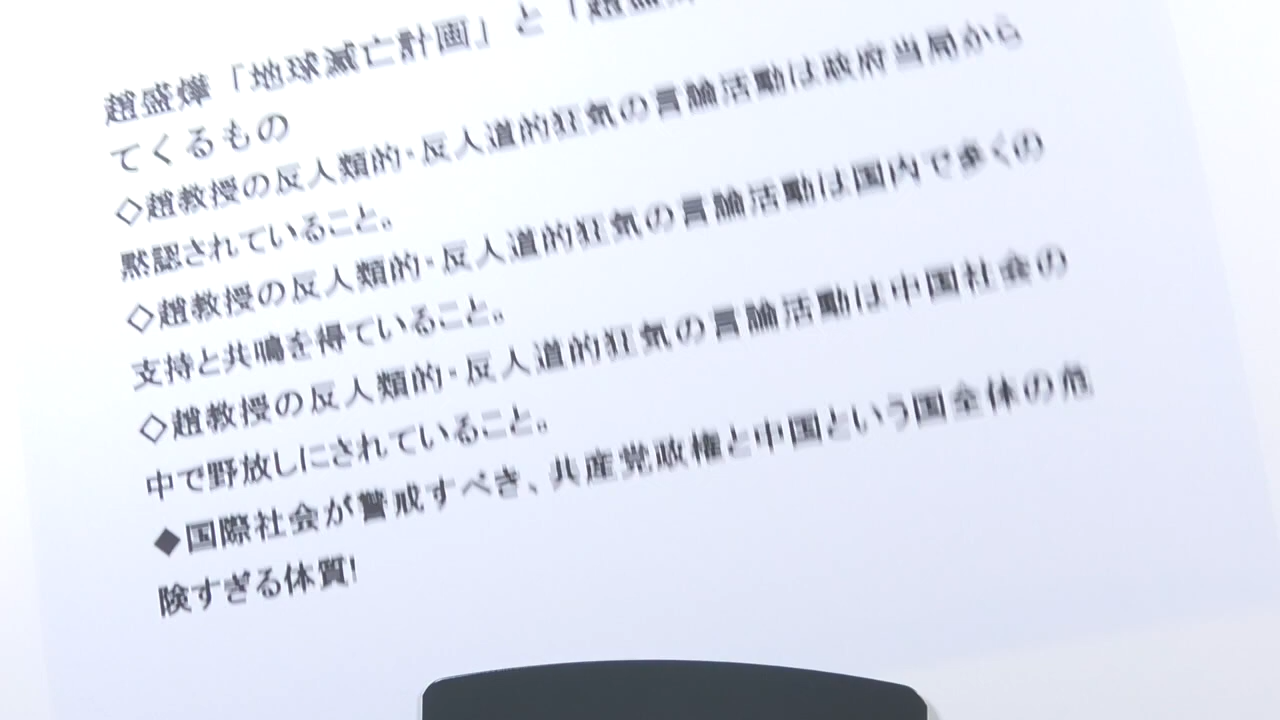 趙盛燁「地球滅亡計画」と「趙盛
てくるもの
◇趙教授の反人類的・反人道的狂気の言論活動は政府当局から
黙認されていること。
◇趙教授の反人類的・反人道的狂気の言論活動は国内で多くの
支持と共鳴を得ていること。
◇趙教授の反人類的・反人道的狂気の言論活動は中国社会の
中で野放しにされていること。
◆国際社会が警戒すべき、共産党政権と中国という国全体の危
険すぎる体質!